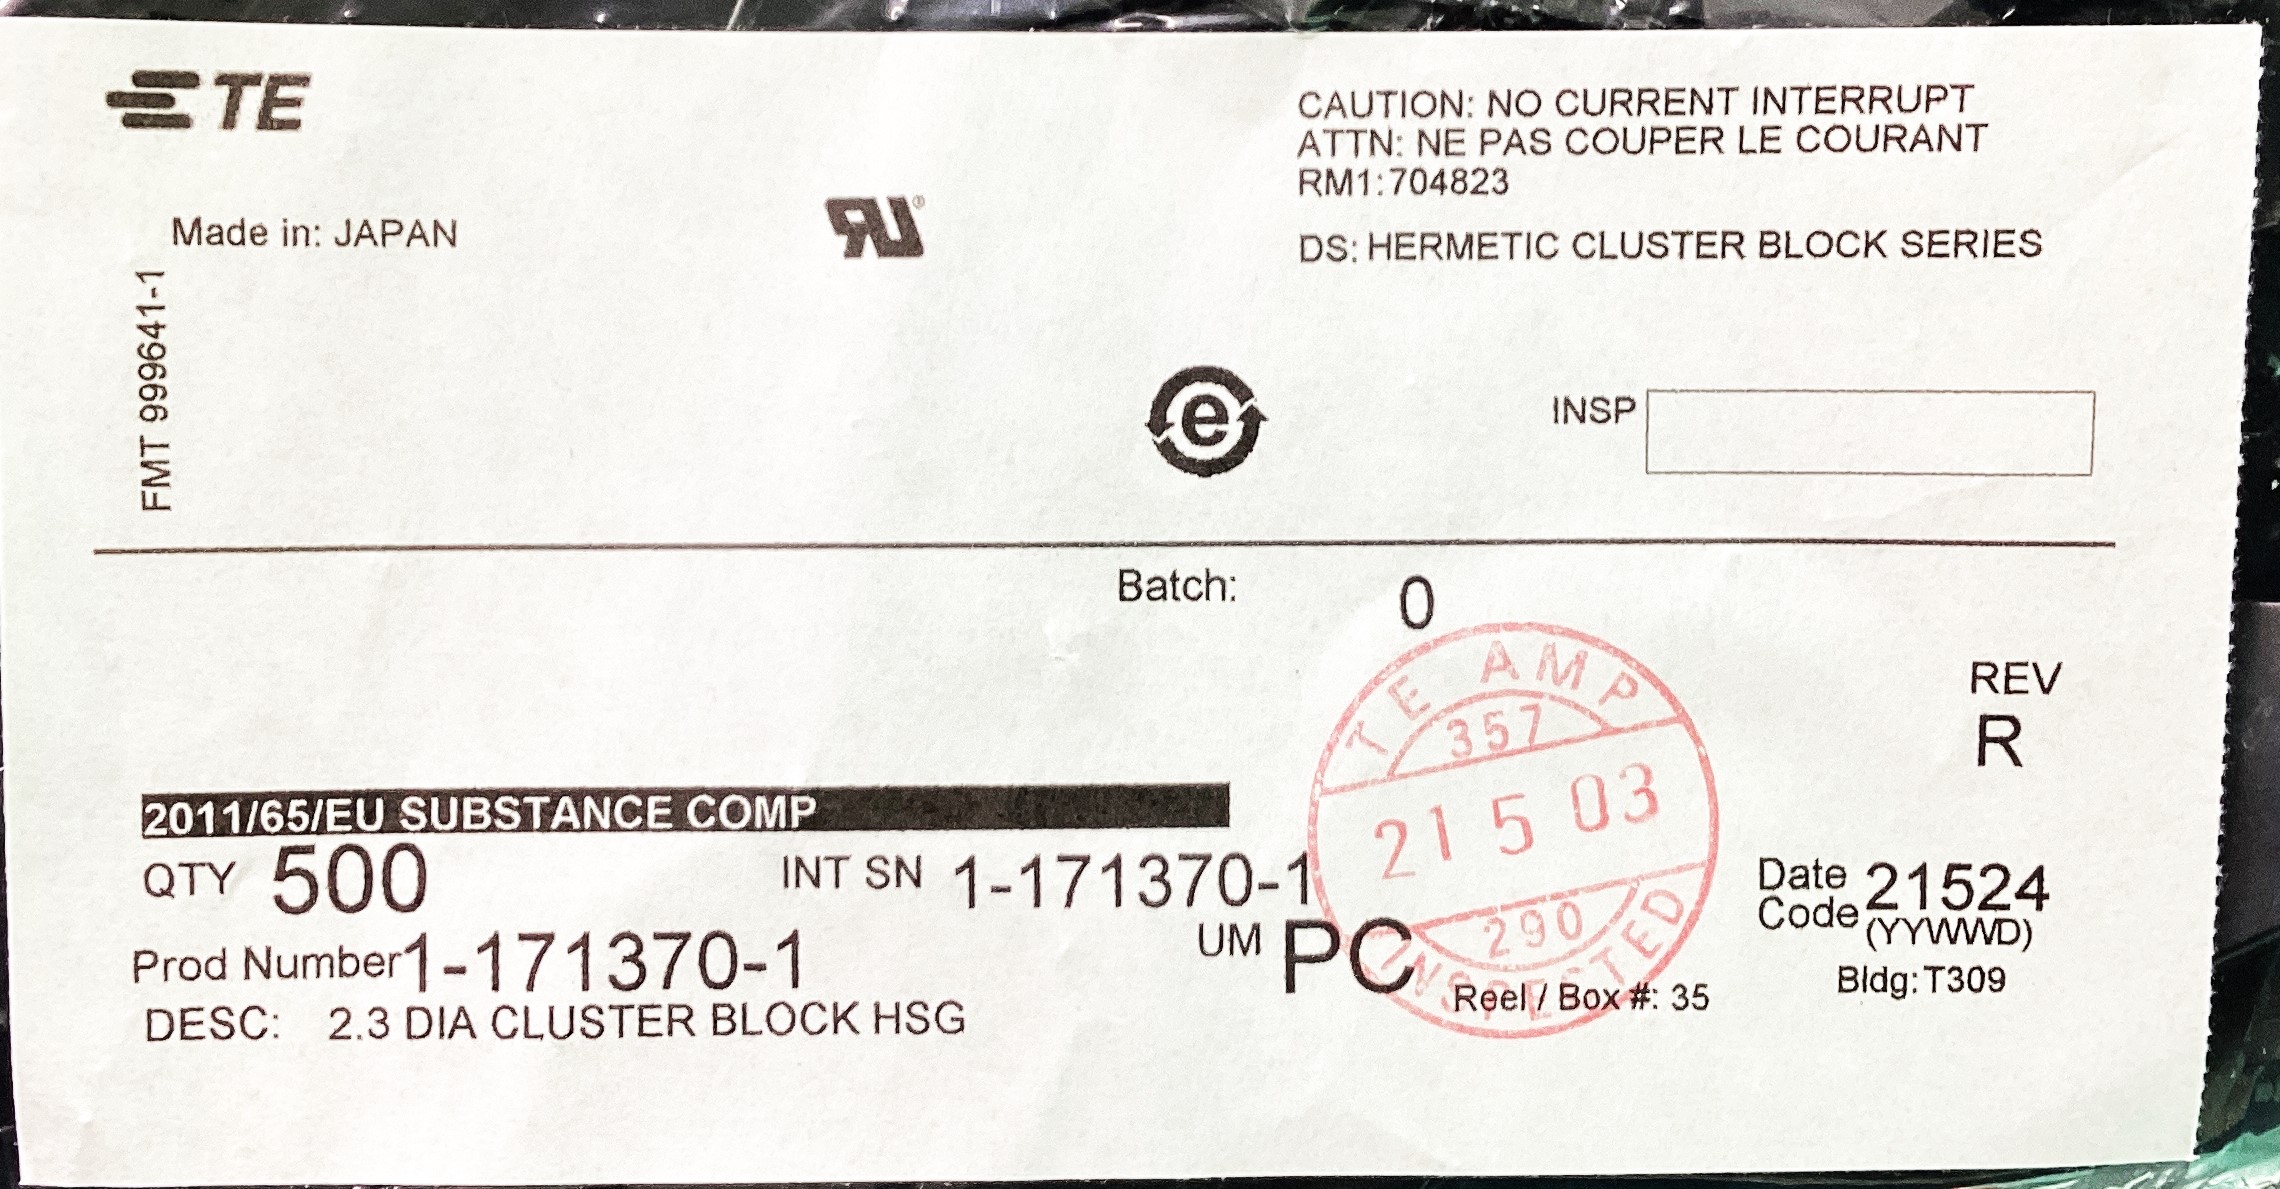 TE
CAUTION: NO CURRENT INTERRUPT
ATTN: NE PAS COUPER LE COURANT
RM1:704823
Made in: JAPAN
RU®
DS: HERMETIC CLUSTER BLOCK SERIES
FMT 999641-1
e
INSP
Batch: 0
TE AMP
357
21 5 03
290
INSPECTED
REV
R
2011/65/EU SUBSTANCE COMP
QTY 500
INT SN 1-171370-1
Date Code 21524
(YYWWD)
Prod Number 1-171370-1
UM PC
Reel / Box #: 35
Bldg:T309
DESC: 2.3 DIA CLUSTER BLOCK HSG